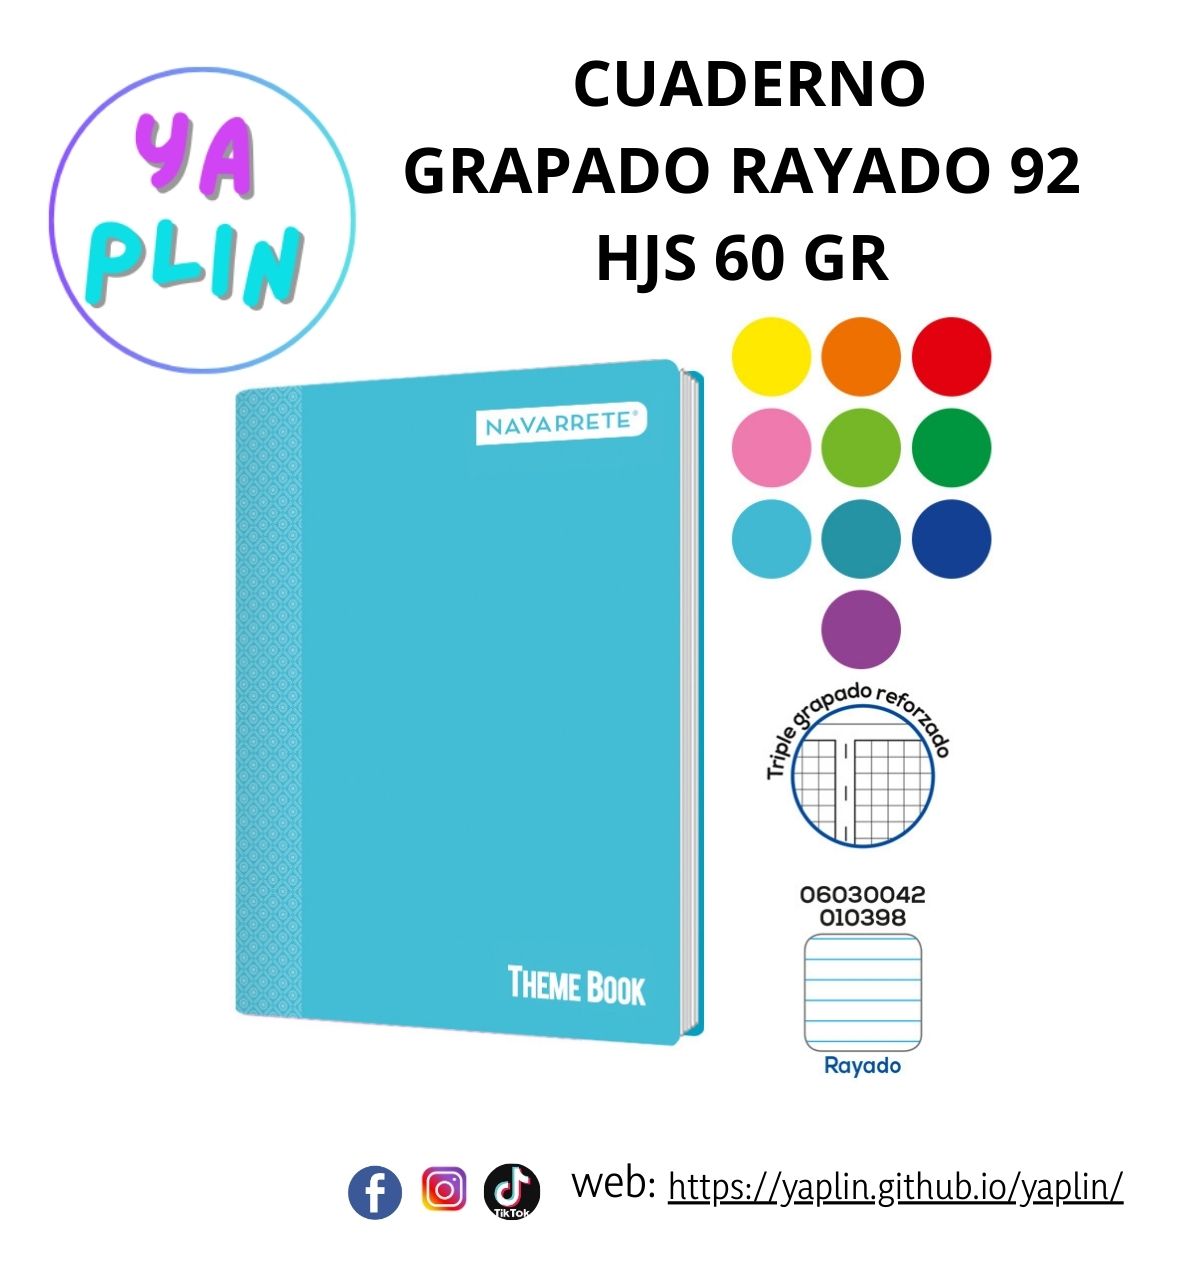 YA
PLIN
CUADERNO
GRAPADO RAYADO 92
HJS 60 GR
NAVARRETE®
THEME BOOK
Triple grapado reforzado
06030042
010398
Rayado
TikTok
web: https://yaplin.github.io/yaplin/